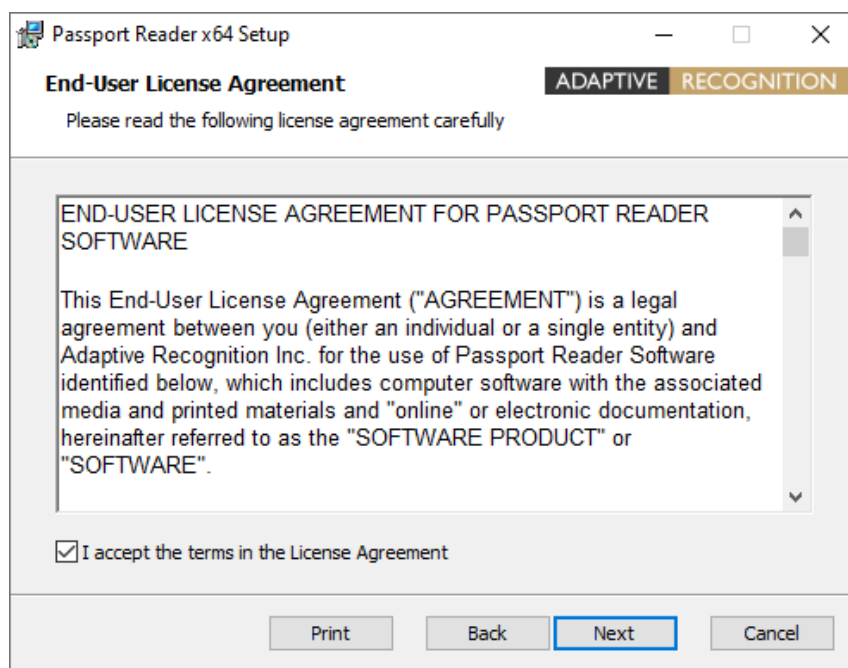 Passport Reader x64 Setup
End-User License Agreement
ADAPTIVE RECOGNITION
Please read the following license agreement carefully
END-USER LICENSE AGREEMENT FOR PASSPORT READER
SOFTWARE
This End-User License Agreement ("AGREEMENT") is a legal
agreement between you (either an individual or a single entity) and
Adaptive Recognition Inc. for the use of Passport Reader Software
identified below, which includes computer software with the associated
media and printed materials and "online" or electronic documentation,
hereinafter referred to as the "SOFTWARE PRODUCT" or
"SOFTWARE".
I accept the terms in the License Agreement
Print Back Next Cancel